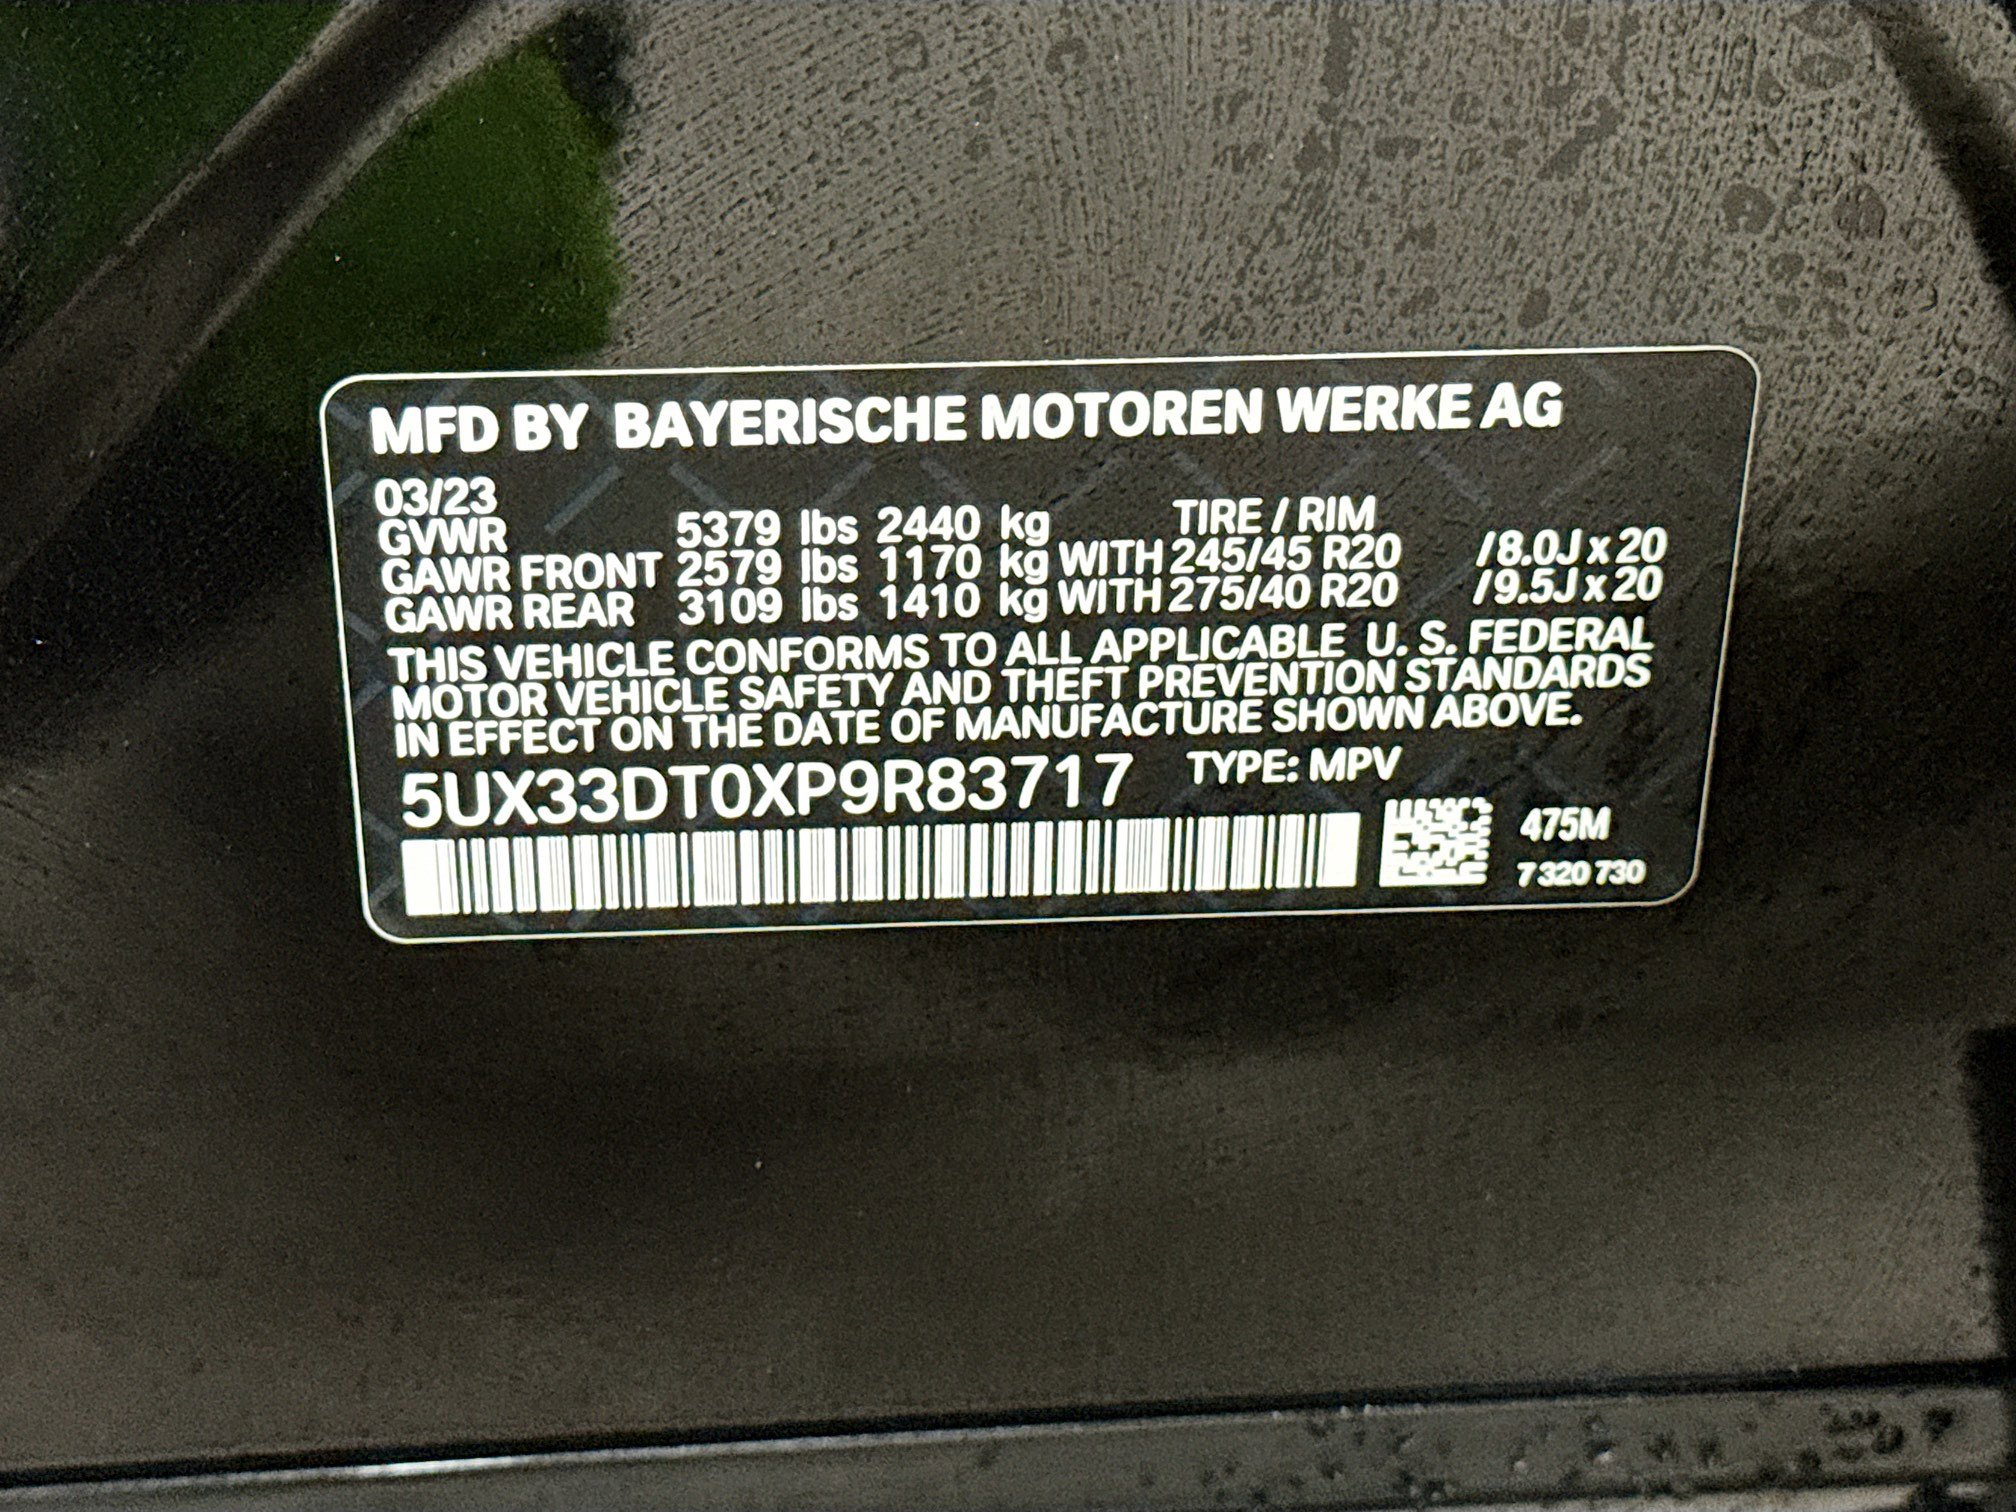 MFD BY BAYERISCHE MOTOREN WERKE AG
03/23
GVWR 5379 lbs 2440 kg TIRE / RIM
GAWR FRONT 2579 lbs 1170 kg WITH 245/45 R20 /8.0J x 20
GAWR REAR 3109 lbs 1410 kg WITH 275/40 R20 /9.5J x 20
THIS VEHICLE CONFORMS TO ALL APPLICABLE U. S. FEDERAL
MOTOR VEHICLE SAFETY AND THEFT PREVENTION STANDARDS
IN EFFECT ON THE DATE OF MANUFACTURE SHOWN ABOVE.
5UX33DT0XP9R83717 TYPE: MPV
475M
7 320 730